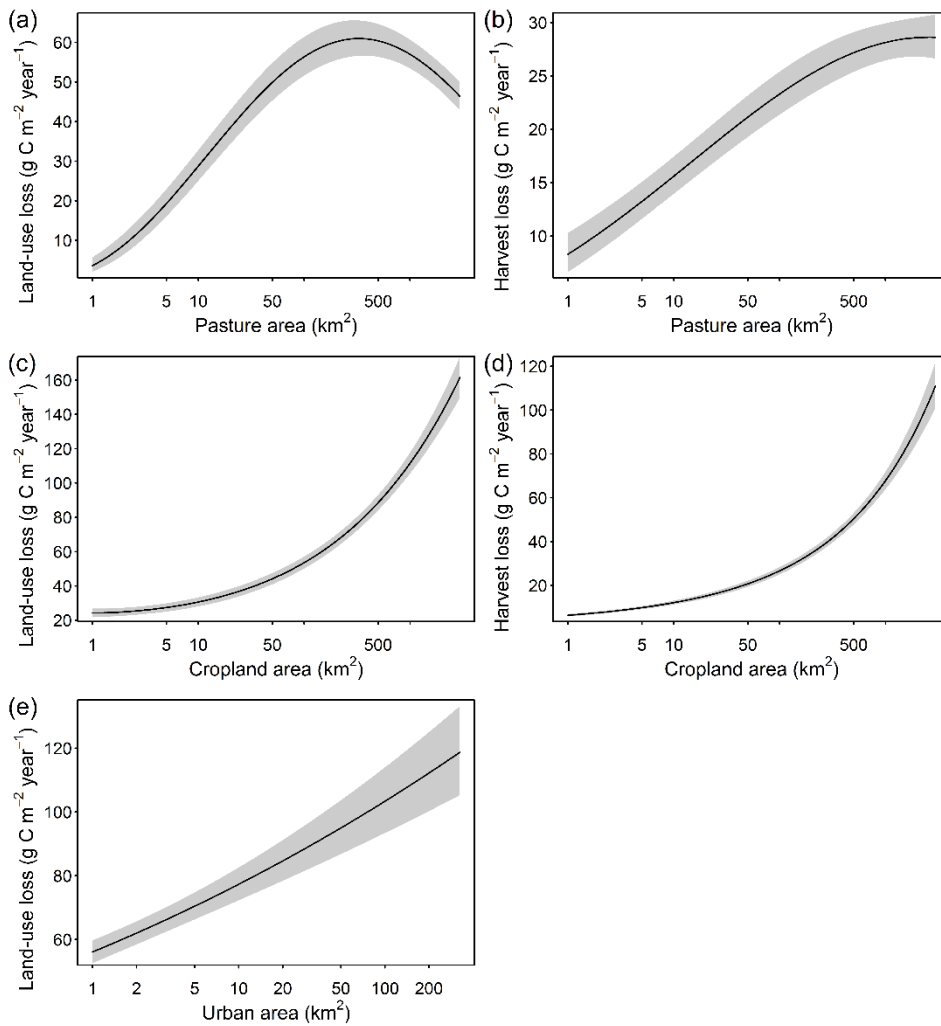 (a)
Land-use loss (g C m⁻² year⁻¹)
60
50
40
30
20
10
1 5 10 50 500
Pasture area (km²)
(b)
Harvest loss (g C m⁻² year⁻¹)
30
25
20
15
10
1 5 10 50 500
Pasture area (km²)
(c)
Land-use loss (g C m⁻² year⁻¹)
160
140
120
100
80
60
40
20
1 5 10 50 500
Cropland area (km²)
(d)
Harvest loss (g C m⁻² year⁻¹)
120
100
80
60
40
20
1 5 10 50 500
Cropland area (km²)
(e)
Land-use loss (g C m⁻² year⁻¹)
120
100
80
60
1 2 5 10 20 50 100 200
Urban area (km²)